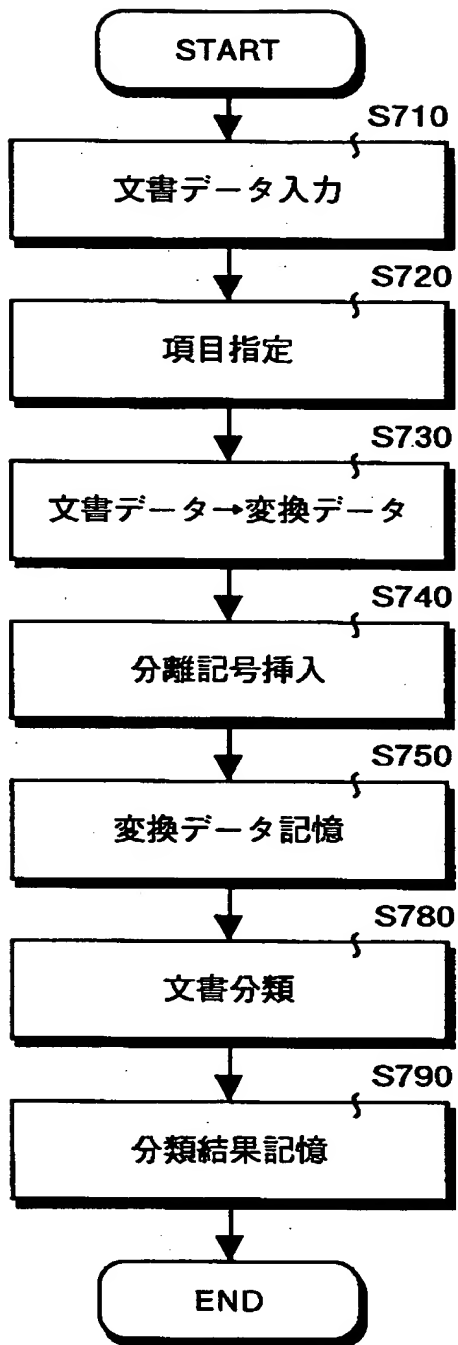 START
S710
文書データ入力
S720
項目指定
S730
文書データ→変換データ
S740
分離記号挿入
S750
変換データ記憶
S780
文書分類
S790
分類結果記憶
END